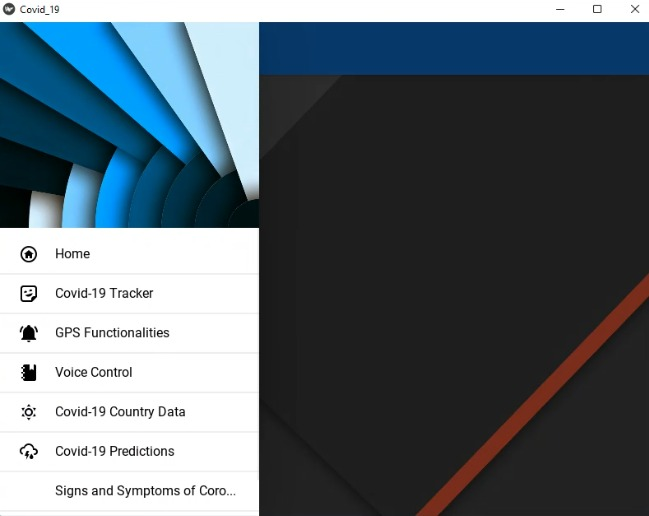 Covid_19
Home
Covid-19 Tracker
GPS Functionalities
Voice Control
Covid-19 Country Data
Covid-19 Predictions
Signs and Symptoms of Coro...